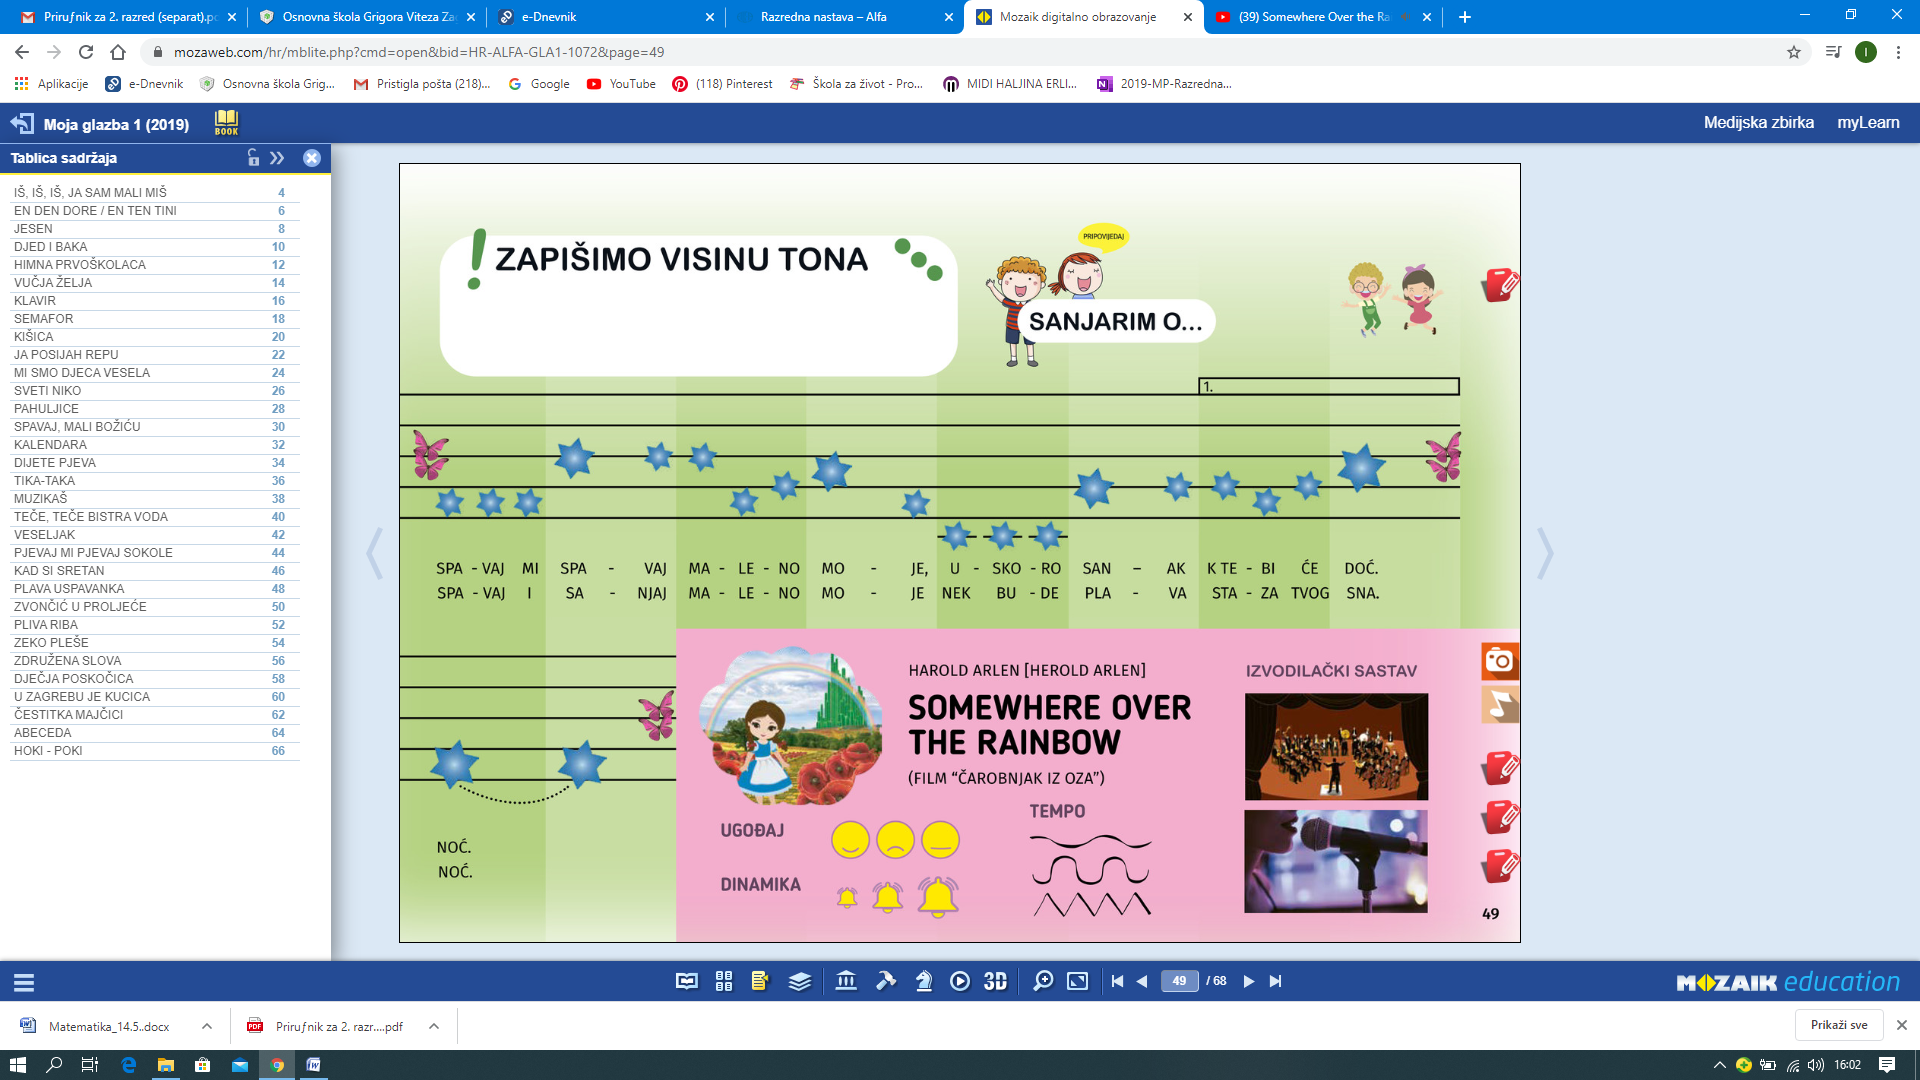 Priruƒnik za 2. razred (separat).pd
Osnovna škola Grigora Viteza Za
e-Dnevnik
Razredna nastava – Alfa
Mozaik digitalno obrazovanje
(39) Somewhere Over the Ra
mozaweb.com/hr/mblite.php?cmd=open&bid=HR-ALFA-GLA1-1072&page=49
I
Aplikacije
e-Dnevnik
Osnovna škola Grig...
Pristigla pošta (218)...
Google
YouTube
(118) Pinterest
Škola za život - Pro...
MIDI HALJINA ERLI...
2019-MP-Razredna...
Moja glazba 1 (2019)
BOOK
Medijska zbirka
myLearn
Tablica sadržaja
IŠ, IŠ, IŠ, JA SAM MALI MIŠ 4
EN DEN DORE / EN TEN TINI 6
JESEN 8
DJED I BAKA 10
HIMNA PRVOŠKOLACA 12
VUČJA ŽELJA 14
KLAVIR 16
SEMAFOR 18
KIŠICA 20
JA POSIJAH REPU 22
MI SMO DJECA VESELA 24
SVETI NIKO 26
PAHULJICE 28
SPAVAJ, MALI BOŽIĆU 30
KALENDARA 32
DIJETE PJEVA 34
TIKA-TAKA 36
MUZIKAŠ 38
TEČE, TEČE BISTRA VODA 40
VESELJAK 42
PJEVAJ MI PJEVAJ SOKOLE 44
KAD SI SRETAN 46
PLAVA USPAVANKA 48
ZVONČIĆ U PROLJEĆE 50
PLIVA RIBA 52
ZEKO PLEŠE 54
ZDRUŽENA SLOVA 56
DJEČJA POSKOČICA 58
U ZAGREBU JE KUCICA 60
ČESTITKA MAJČICI 62
ABECEDA 64
HOKI - POKI 66
! ZAPIŠIMO VISINU TONA
PRIPOVIJEDAJ
SANJARIM O...
1.
SPA - VAJ MI SPA - VAJ MA - LE - NO MO - JE, U - SKO - RO SAN – AK K TE - BI ĆE DOĆ.
SPA - VAJ I SA - NJAJ MA - LE - NO MO - JE NEK BU - DE PLA - VA STA - ZA TVOG SNA.
NOĆ.
NOĆ.
HAROLD ARLEN [HEROLD ARLEN]
SOMEWHERE OVER
THE RAINBOW
(FILM “ČAROBNJAK IZ OZA”)
IZVODILAČKI SASTAV
UGOĐAJ
TEMPO
DINAMIKA
49
3D
49 / 68
MOZAIK education
Matematika_14.5..docx
PDF
Priruƒnik za 2. razr....pdf
Prikaži sve
16:02